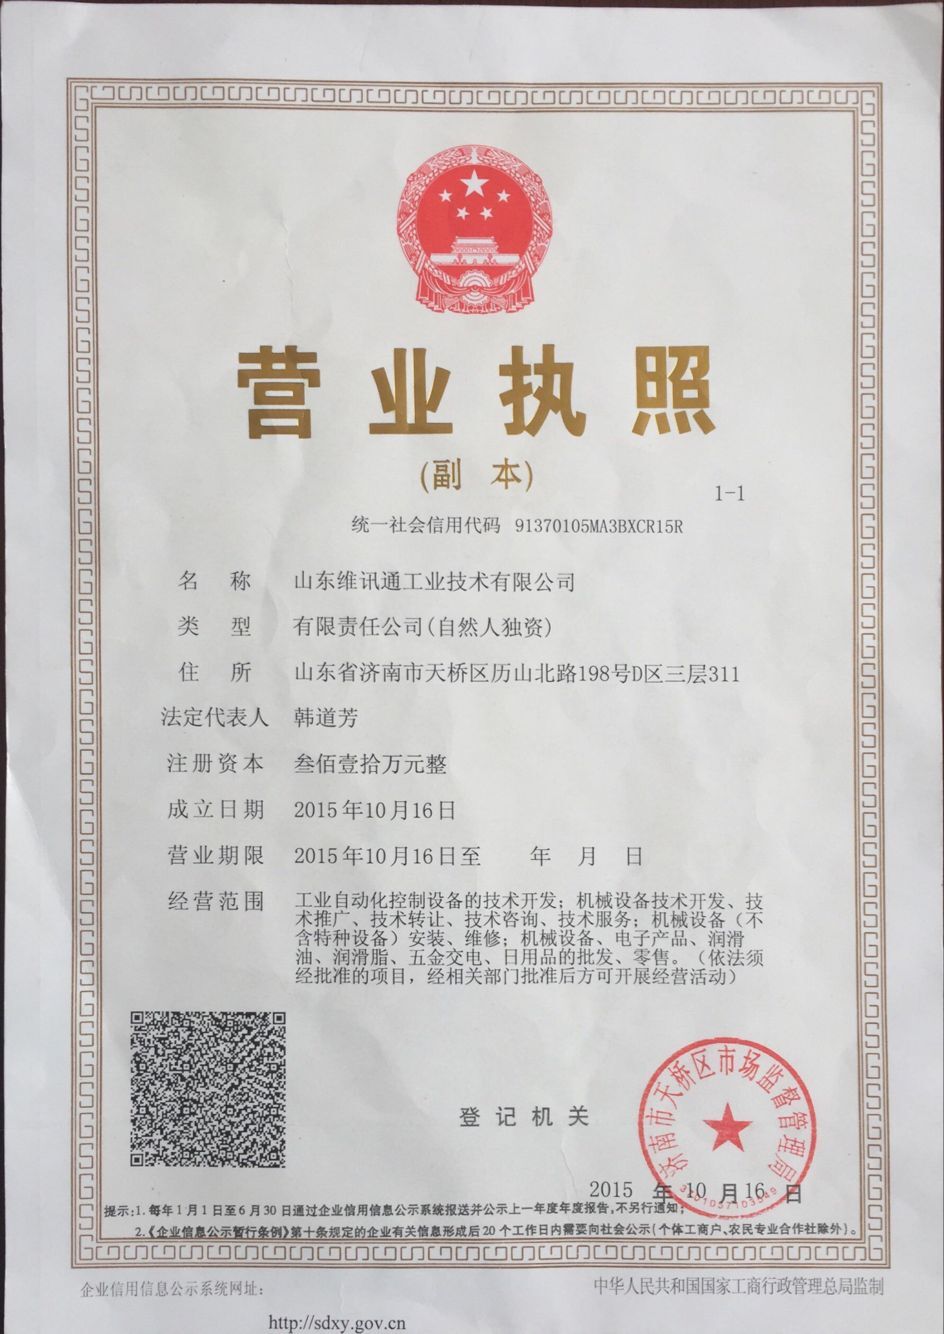 营业执照
(副 本)
1-1
统一社会信用代码 91370105MA3BXCR15R
名 称 山东维讯通工业技术有限公司
类 型 有限责任公司(自然人独资)
住 所 山东省济南市天桥区历山北路198号D区三层311
法定代表人 韩道芳
注册资本 叁佰壹拾万元整
成立日期 2015年10月16日
营业期限 2015年10月16日至 年 月 日
经营范围 工业自动化控制设备的技术开发；机械设备技术开发、技
术推广、技术转让、技术咨询、技术服务；机械设备（不
含特种设备）安装、维修；机械设备、电子产品、润滑
油、润滑脂、五金交电、日用品的批发、零售。（依法须
经批准的项目，经相关部门批准后方可开展经营活动）
登记机关
济南市天桥区市场监督管理局
2015 年 10 月 16 日
提示:1.每年1月1日至6月30日通过企业信用信息公示系统报送并公示上一年度年度报告,不另行通知;
2.《企业信息公示暂行条例》第十条规定的企业有关信息形成后20个工作日内需要向社会公示(个体工商户、农民专业合作社除外)。
企业信用信息公示系统网址：
中华人民共和国国家工商行政管理总局监制
http://sdxy.gov.cn